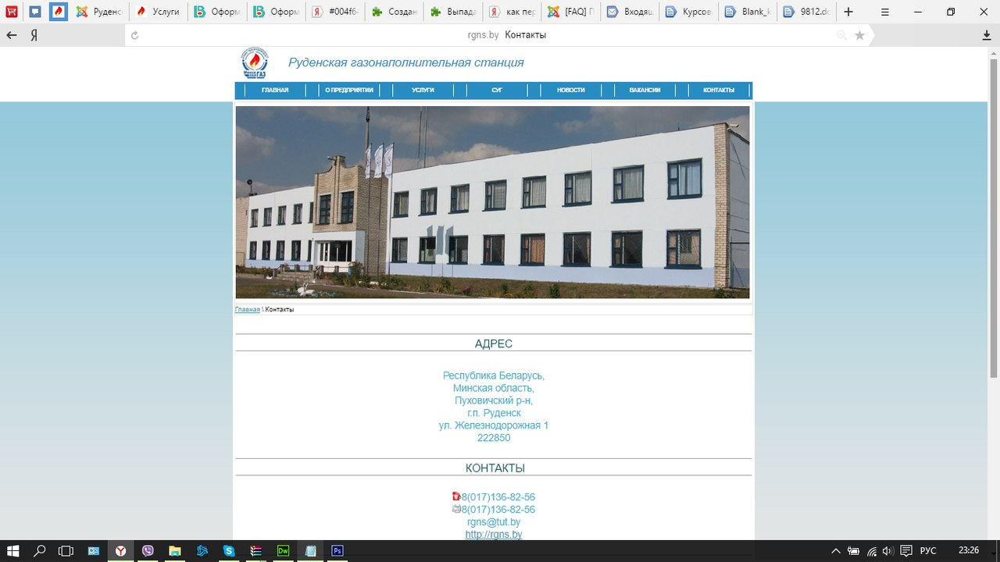 Руденс
Услуги
Оформ
Оформ
#004f6
Создан
Выпада
как пер
[FAQ] Г
Входящ
Курсов
Blank_k
9812.dc
rgns.by Контакты
ГАЗ
Руденская газонаполнительная станция
ГЛАВНАЯ
О ПРЕДПРИЯТИИ
УСЛУГИ
СУГ
НОВОСТИ
ВАКАНСИИ
КОНТАКТЫ
Главная \ Контакты
АДРЕС
Республика Беларусь,
Минская область,
Пуховичский р-н,
г.п. Руденск
ул. Железнодорожная 1
222850
КОНТАКТЫ
8(017)136-82-56
8(017)136-82-56
rgns@tut.by
http://rgns.by
Dw
Ps
РУС
23:26